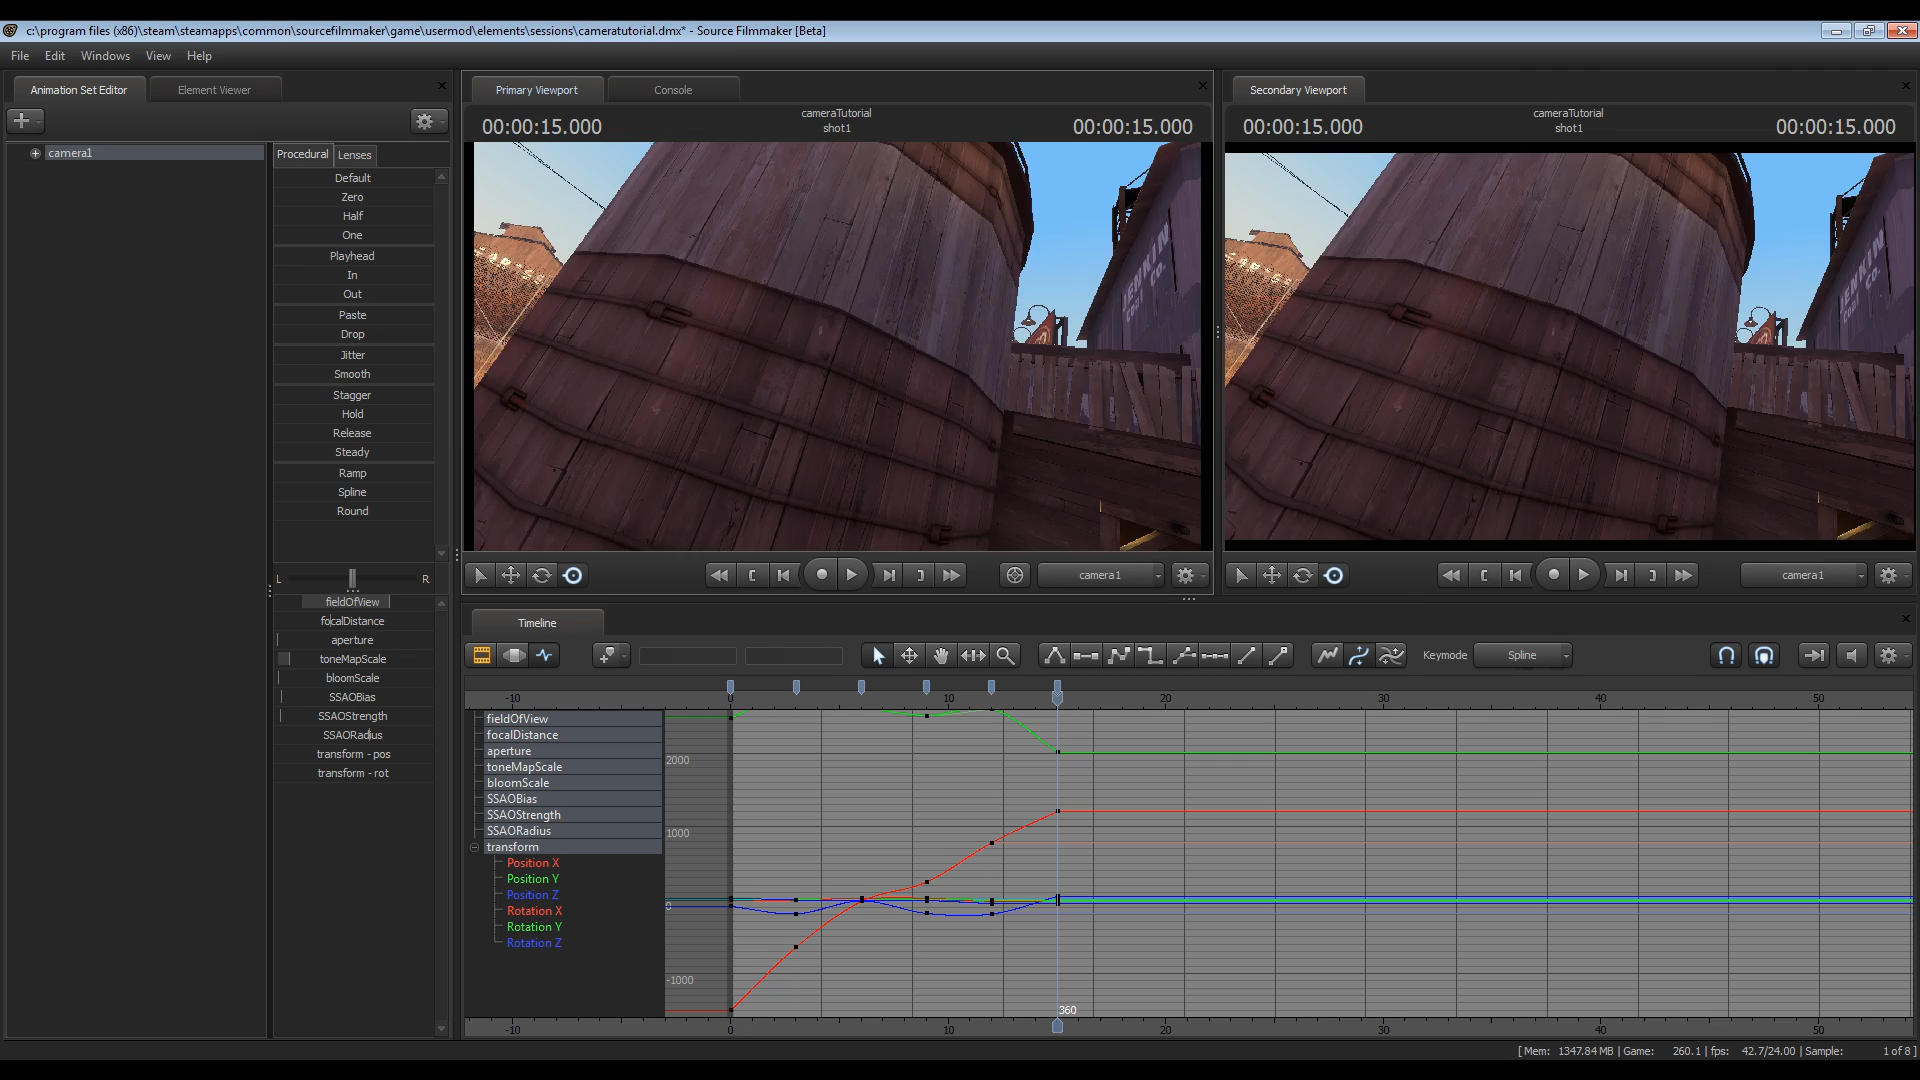 c:\program files (x86)\steam\steamapps\common\sourcefilmmaker\game\usermod\elements\sessions\cameratutorial.dmx* - Source Filmmaker [Beta]
File Edit Windows View Help
Animation Set Editor
Element Viewer
camera1
Procedural
Lenses
Default
Zero
Half
One
Playhead
In
Out
Paste
Drop
Jitter
Smooth
Stagger
Hold
Release
Steady
Ramp
Spline
Round
L
R
fieldOfView
focalDistance
aperture
toneMapScale
bloomScale
SSAOBias
SSAOStrength
SSAORadius
transform - pos
transform - rot
Primary Viewport
Console
00:00:15.000
cameraTutorial
shot1
00:00:15.000
camera1
Secondary Viewport
00:00:15.000
cameraTutorial
shot1
00:00:15.000
camera1
Timeline
Keymode
Spline
-10 0 10 20 30 40 50
fieldOfView
focalDistance
aperture
toneMapScale
bloomScale
SSAOBias
SSAOStrength
SSAORadius
transform
Position X
Position Y
Position Z
Rotation X
Rotation Y
Rotation Z
2000
1000
0
-1000
360
-10 0 10 20 30 40 50
[ Mem: 1347.84 MB | Game: 260.1 | fps: 42.7/24.00 | Sample: 1 of 8 ]